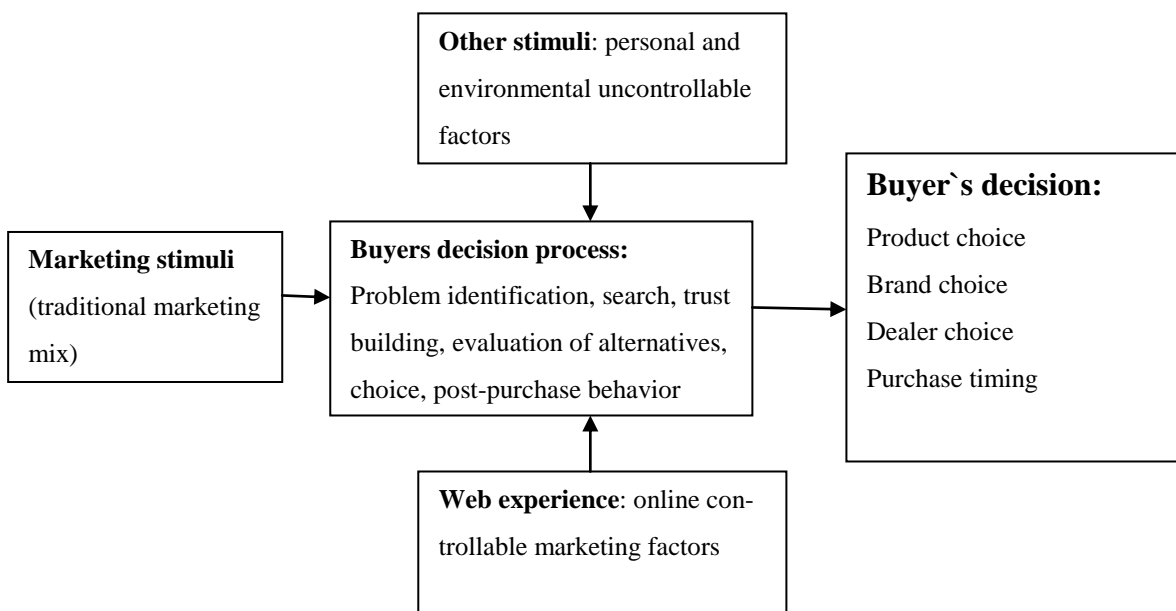 Other stimuli: personal and
environmental uncontrollable
factors
Marketing stimuli
(traditional marketing
mix)
Buyers decision process:
Problem identification, search, trust
building, evaluation of alternatives,
choice, post-purchase behavior
Buyer`s decision:
Product choice
Brand choice
Dealer choice
Purchase timing
Web experience: online con-
trollable marketing factors